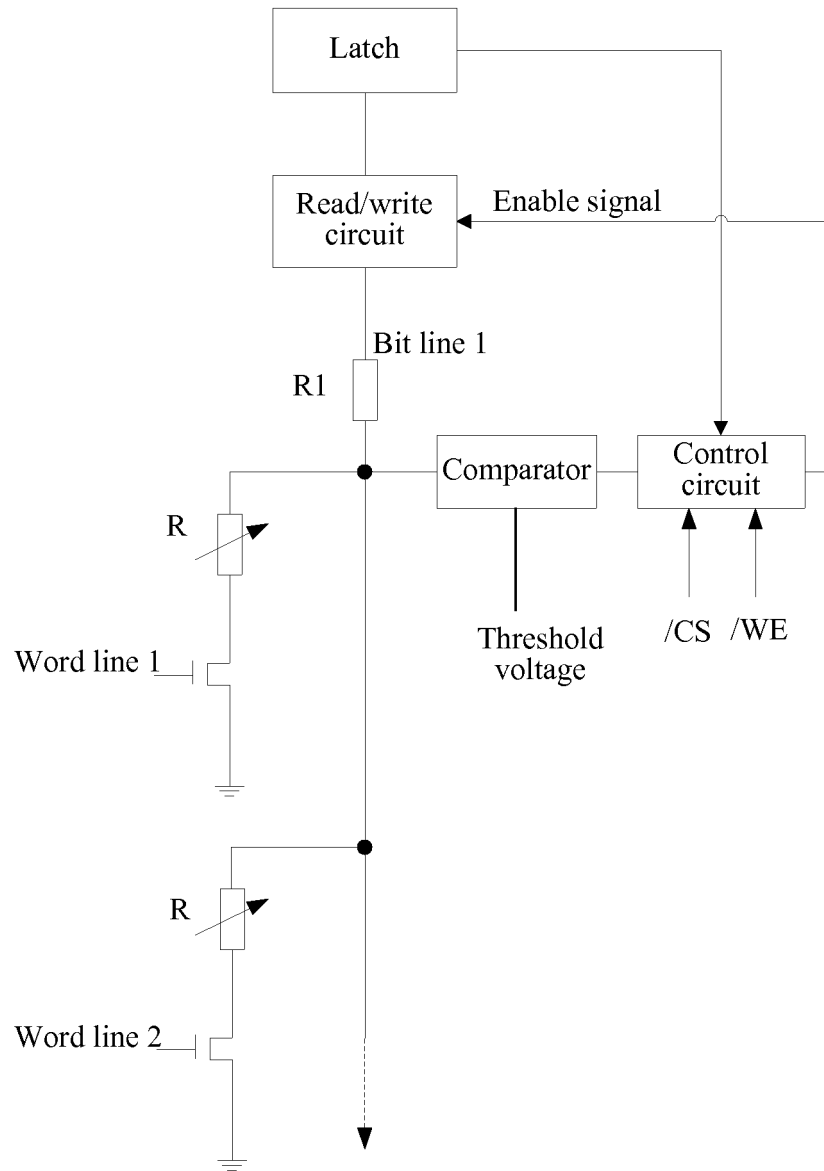 Latch
Read/write
circuit
Enable signal
Bit line 1
R1
Comparator
Control
circuit
R
Threshold
voltage
/CS
/WE
Word line 1
R
Word line 2